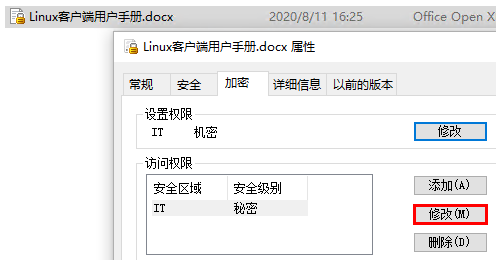 Linux客户端用户手册.docx 2020/8/11 16:25 Office Open X
Linux客户端用户手册.docx 属性
常规 安全 加密 详细信息 以前的版本
设置权限
IT 机密 修改
访问权限
安全区域 安全级别 添加(A)
IT 秘密 修改(M)
删除(D)